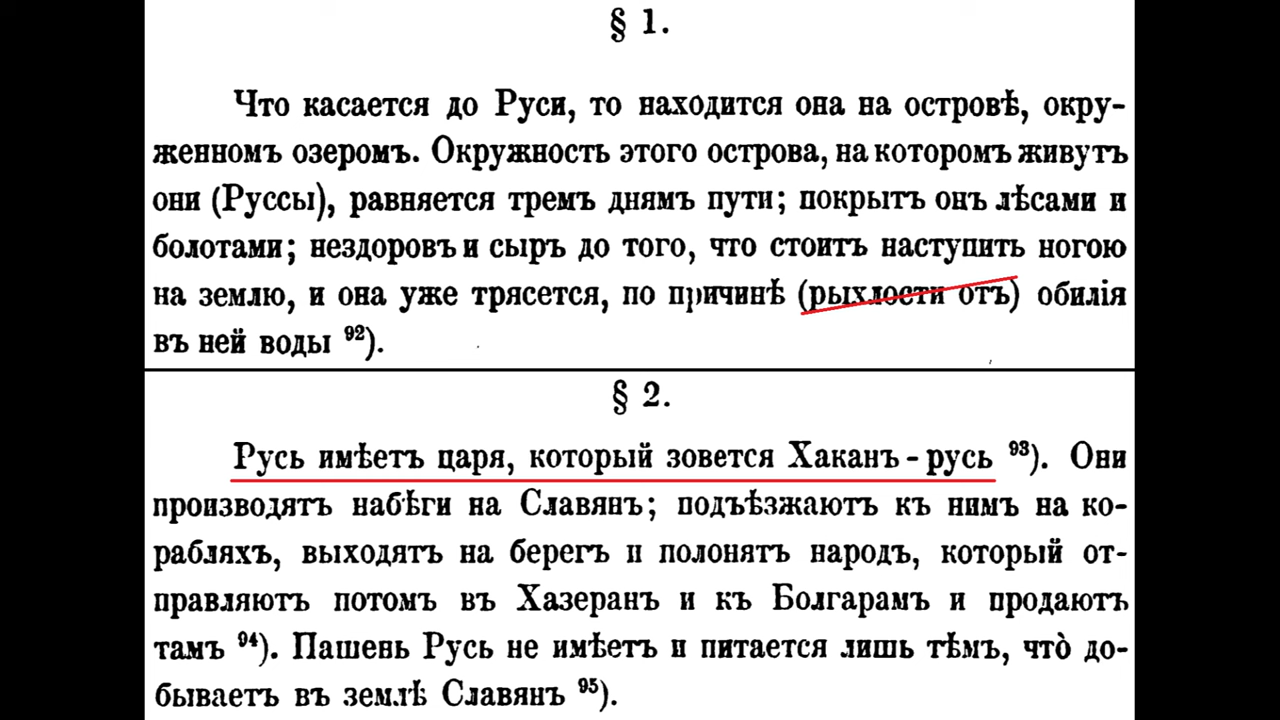 § 1.
Что касается до Руси, то находится она на островѣ, окру-
женномъ озеромъ. Окружность этого острова, на которомъ живутъ
они (Руссы), равняется тремъ днямъ пути; покрытъ онъ лѣсами и
болотами; нездоровъ и сыръ до того, что стоитъ наступить ногою
на землю, и она уже трясется, по причинѣ (рыхлости отъ) обилія
въ ней воды ⁹²).
§ 2.
Русь имѣетъ царя, который зовется Хаканъ-русь ⁹³). Они
производятъ набѣги на Славянъ; подъѣзжаютъ къ нимъ на ко-
рабляхъ, выходятъ на берегъ и полонятъ народъ, который от-
правляютъ потомъ въ Хазеранъ и къ Болгарамъ и продаютъ
тамъ ⁹⁴). Пашень Русь не имѣетъ и питается лишь тѣмъ, что̀ до-
бываетъ въ землѣ Славянъ ⁹⁵).